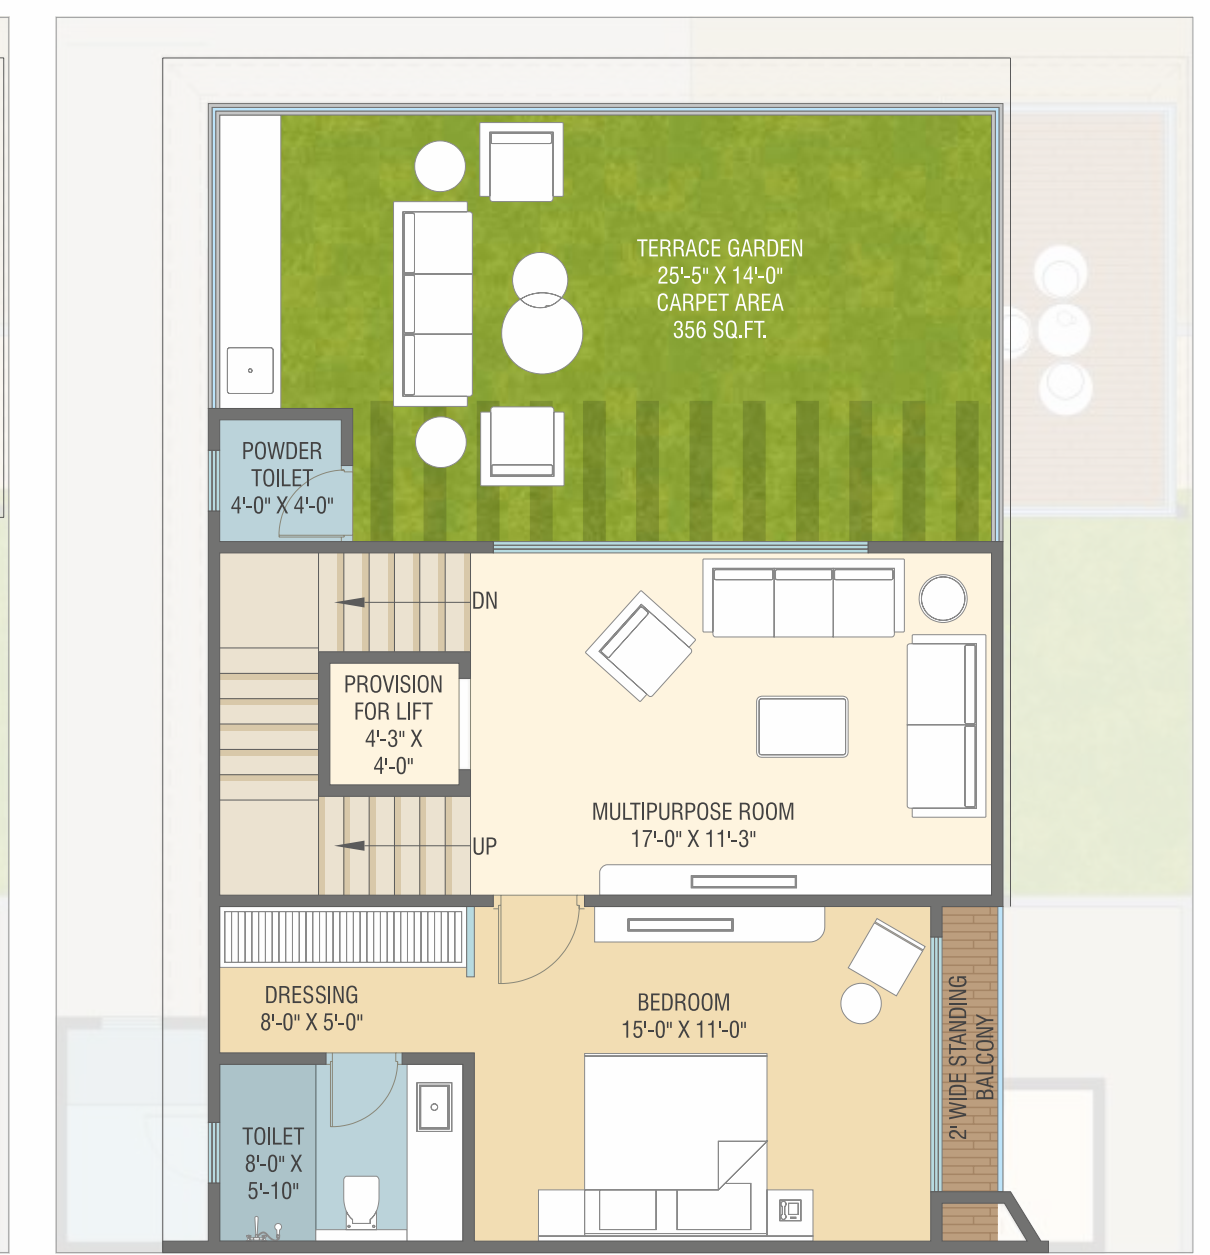 TERRACE GARDEN
25'-5" X 14'-0"
CARPET AREA
356 SQ.FT.
POWDER
TOILET
4'-0" X 4'-0"
DN
PROVISION
FOR LIFT
4'-3" X
4'-0"
MULTIPURPOSE ROOM
17'-0" X 11'-3"
UP
DRESSING
8'-0" X 5'-0"
BEDROOM
15'-0" X 11'-0"
2' WIDE STANDING
BALCONY
TOILET
8'-0" X
5'-10"